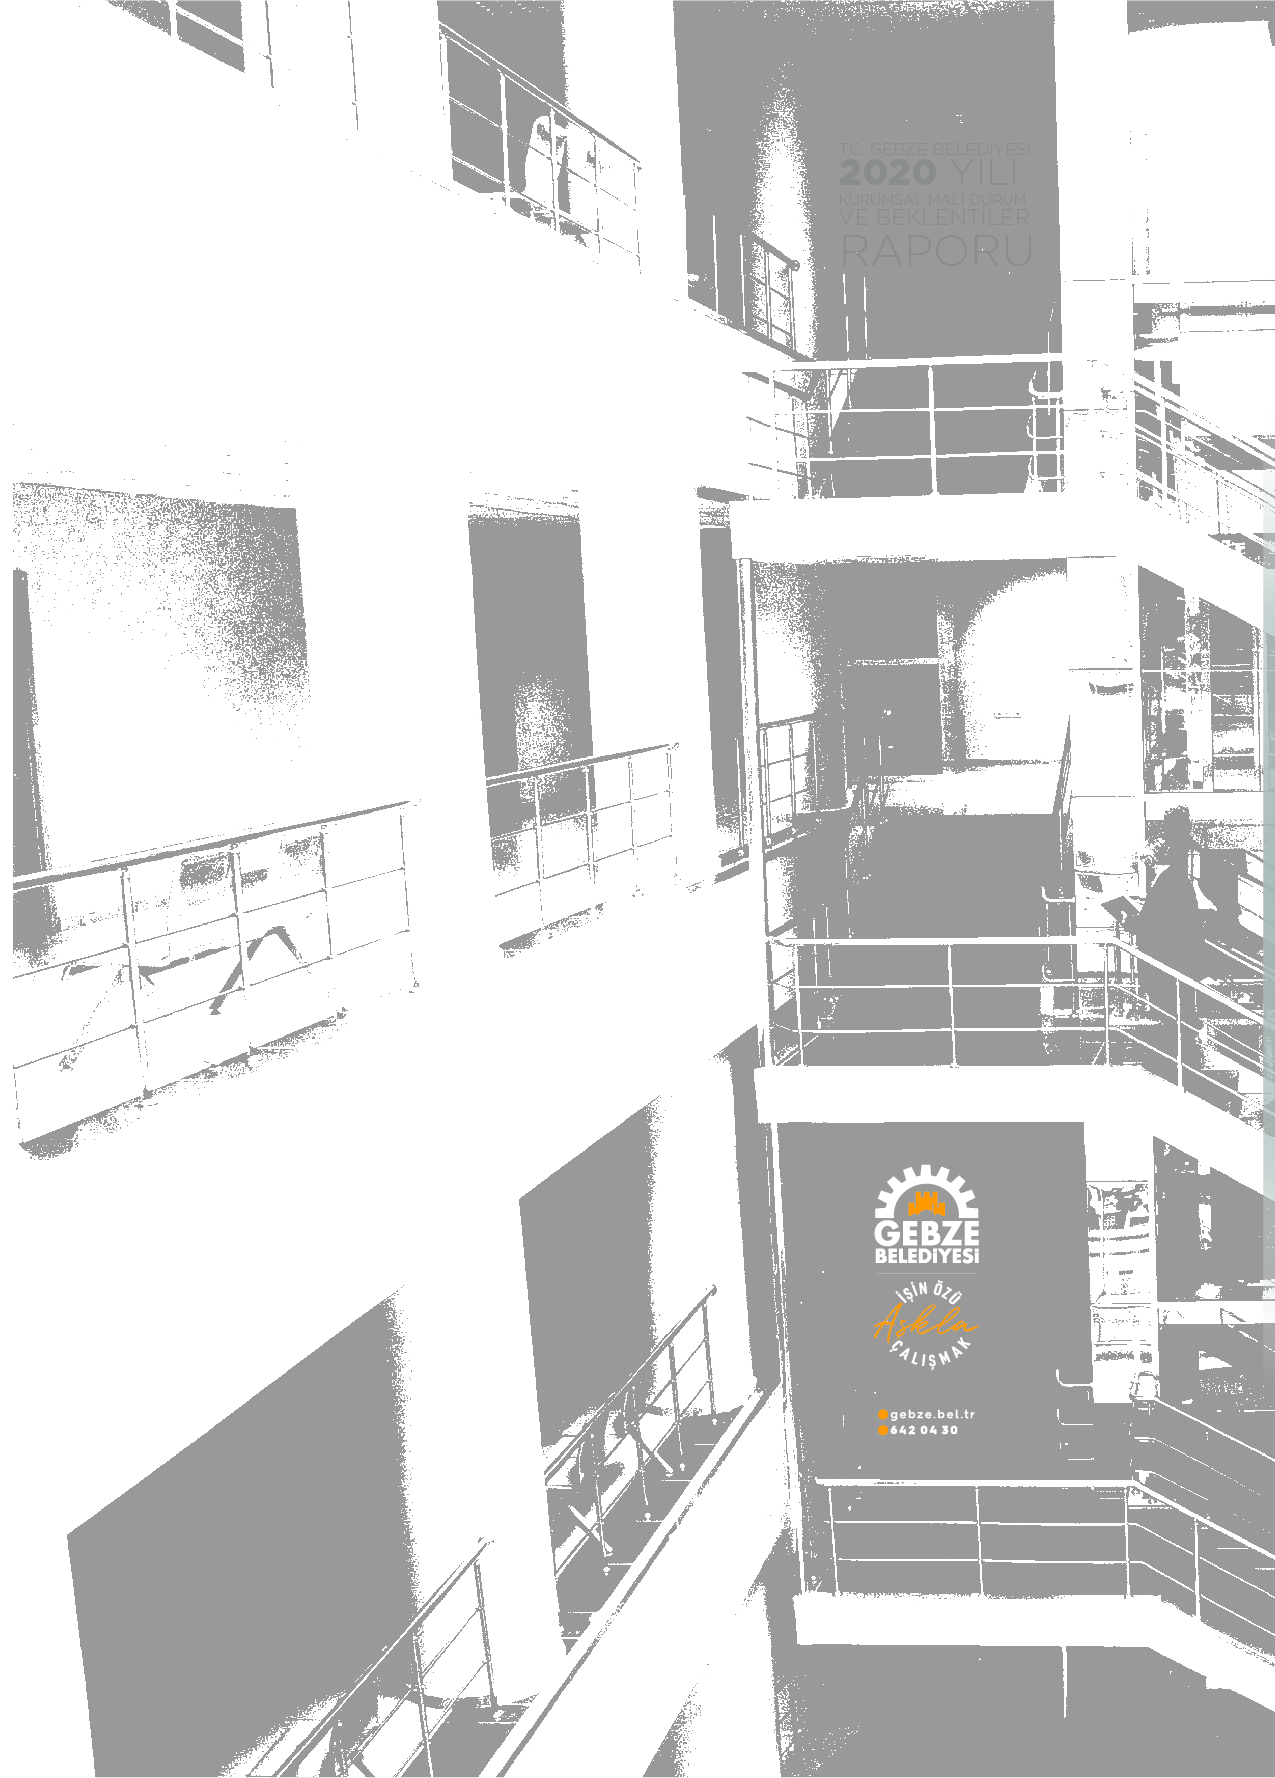 T.C. GEBZE BELEDİYESİ
2020 YILI
KURUMSAL MALİ DURUM
VE BEKLENTİLER
RAPORU
GEBZE
BELEDİYESİ
İŞİN ÖZÜ
Aşkla
ÇALIŞMAK
gebze.bel.tr
642 04 30